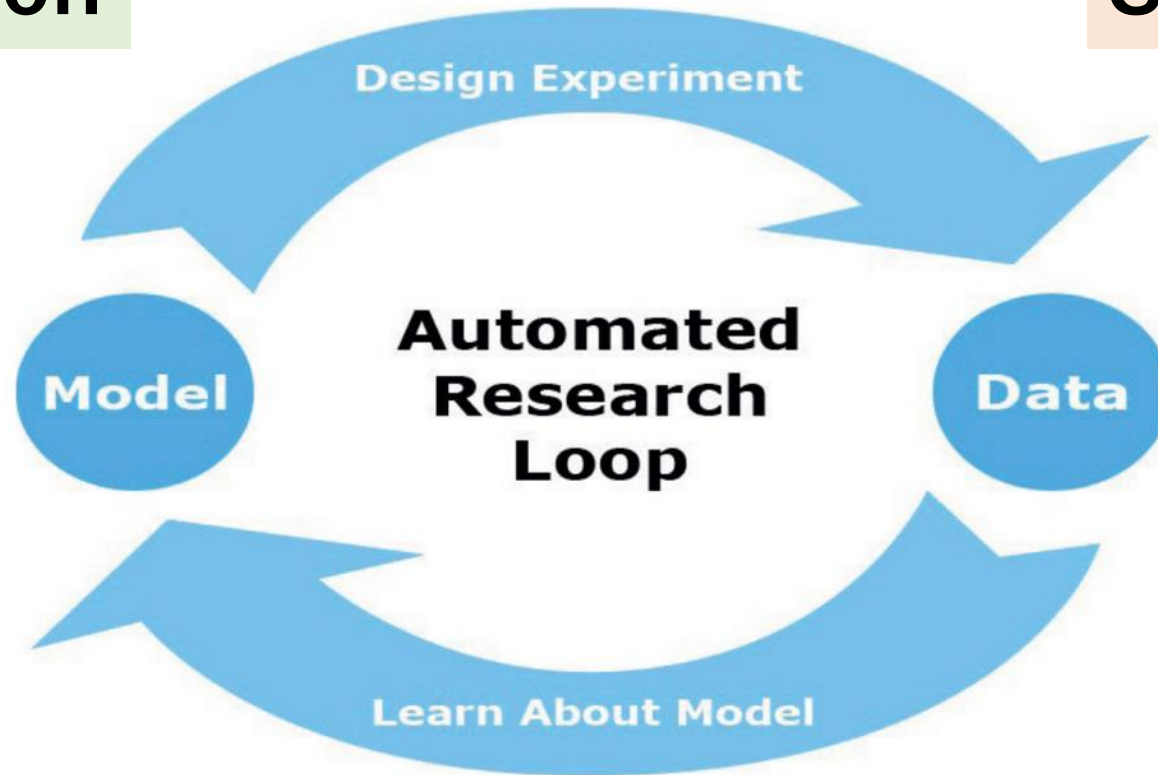 Design Experiment
Automated
Research
Loop
Model
Data
Learn About Model